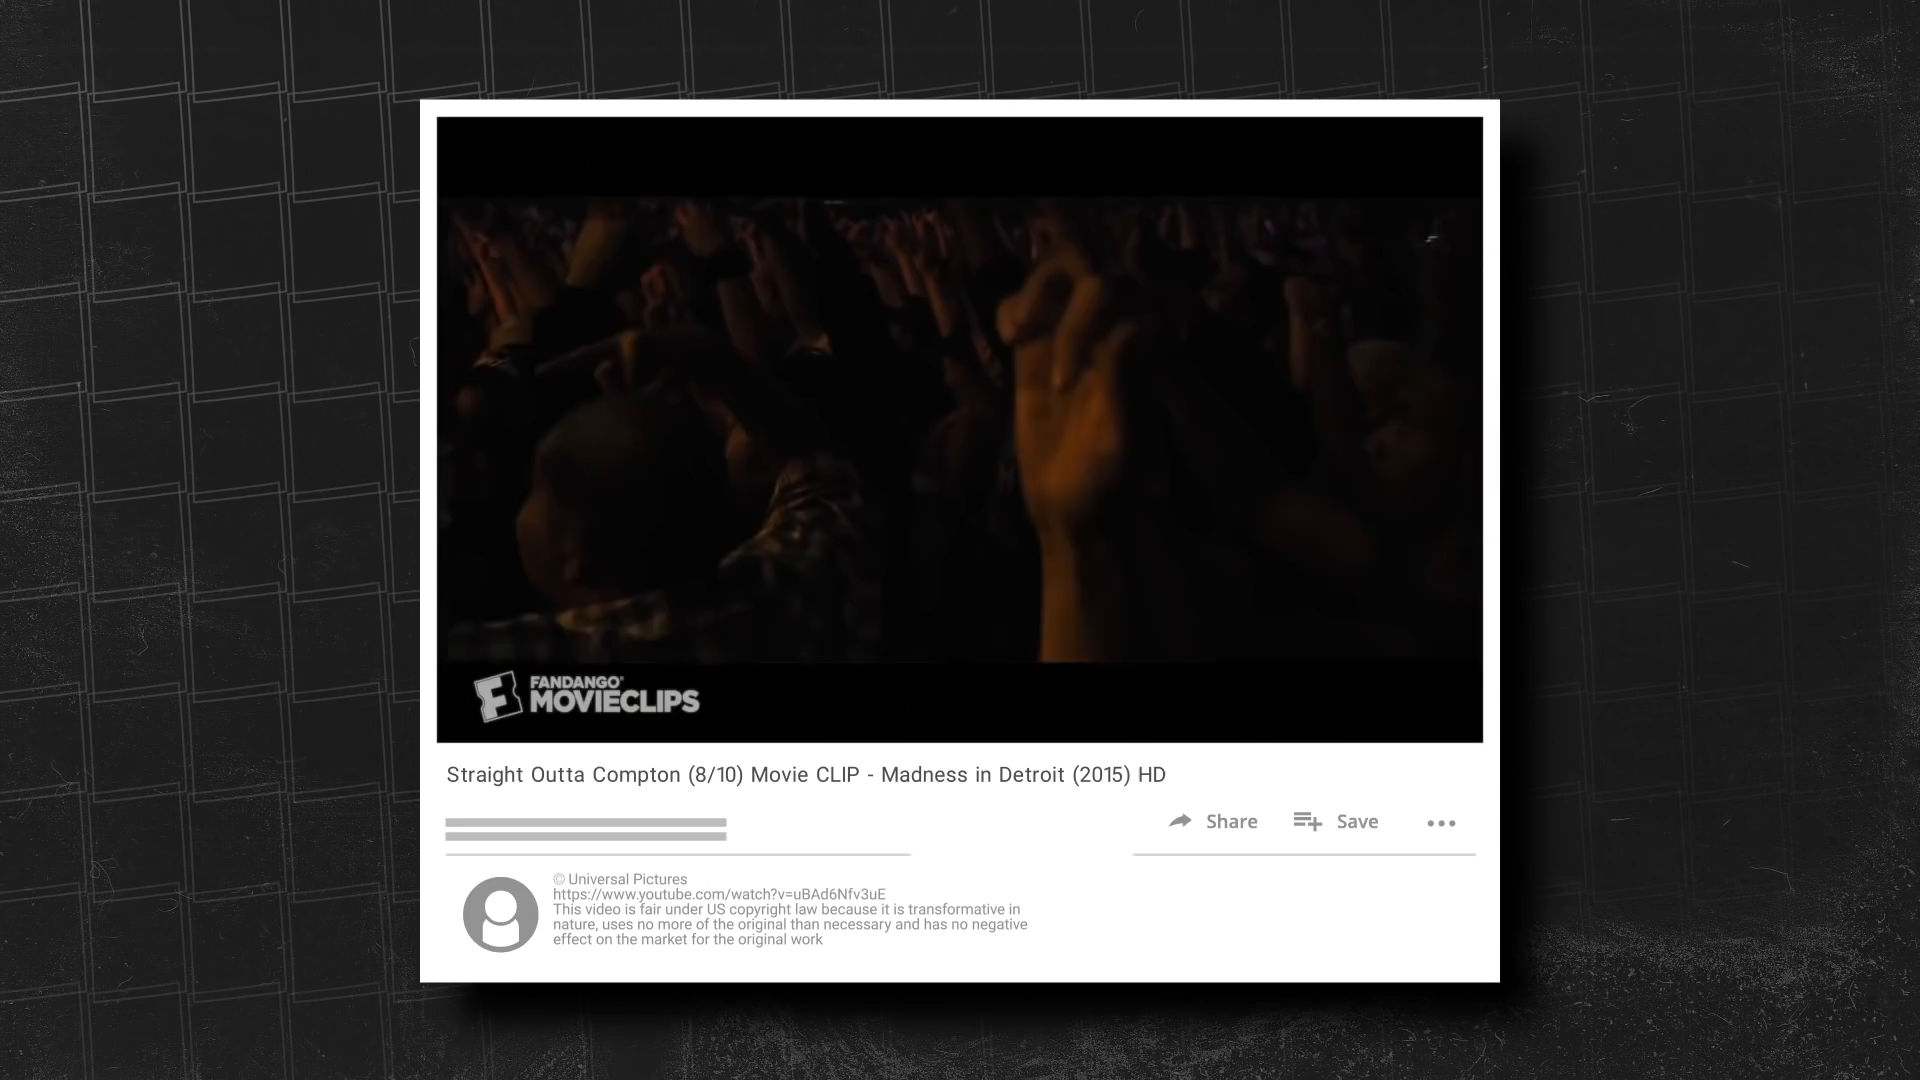 FANDANGO
MOVIECLIPS
Straight Outta Compton (8/10) Movie CLIP - Madness in Detroit (2015) HD
Share
Save
© Universal Pictures
https://www.youtube.com/watch?v=uBAd6Nfv3uE
This video is fair under US copyright law because it is transformative in
nature, uses no more of the original than necessary and has no negative
effect on the market for the original work